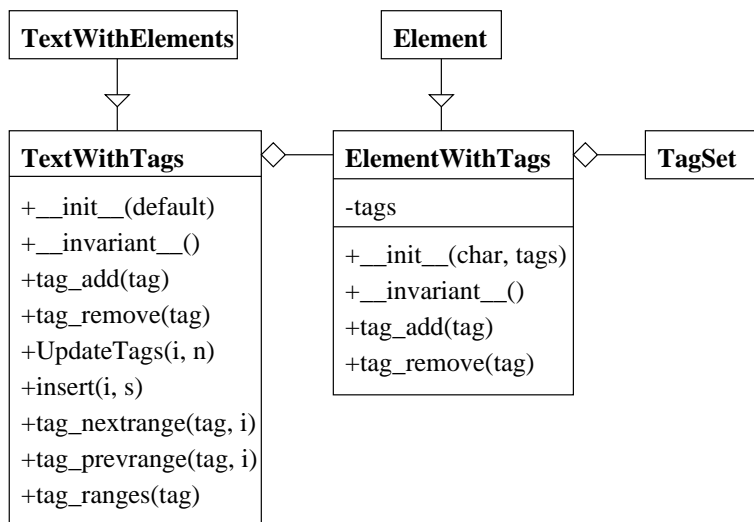 TextWithElements
Element
TextWithTags
+__init__(default)
+__invariant__()
+tag_add(tag)
+tag_remove(tag)
+UpdateTags(i, n)
+insert(i, s)
+tag_nextrange(tag, i)
+tag_prevrange(tag, i)
+tag_ranges(tag)
ElementWithTags
-tags
+__init__(char, tags)
+__invariant__()
+tag_add(tag)
+tag_remove(tag)
TagSet